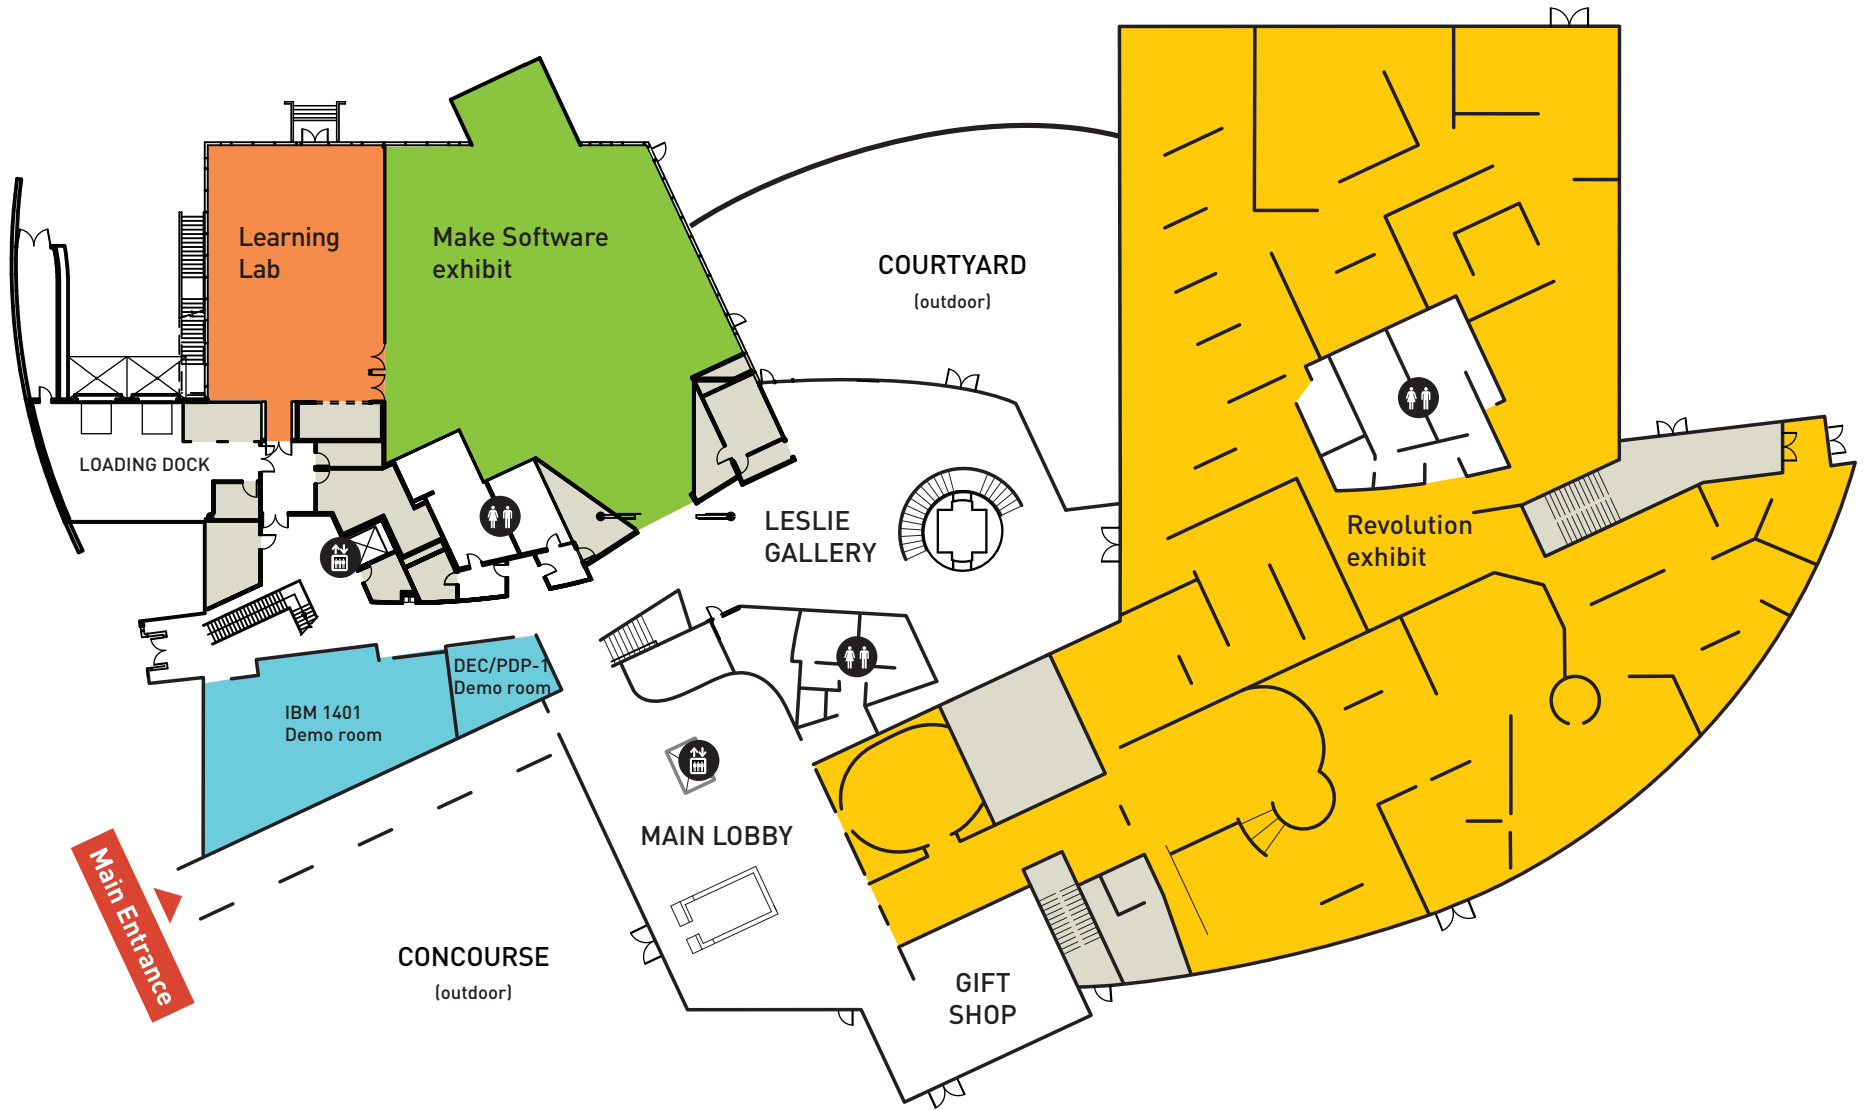 Learning
Lab
Make Software
exhibit
COURTYARD
(outdoor)
LOADING DOCK
LESLIE
GALLERY
Revolution
exhibit
DEC/PDP-1
Demo room
IBM 1401
Demo room
MAIN LOBBY
Main Entrance
CONCOURSE
(outdoor)
GIFT
SHOP